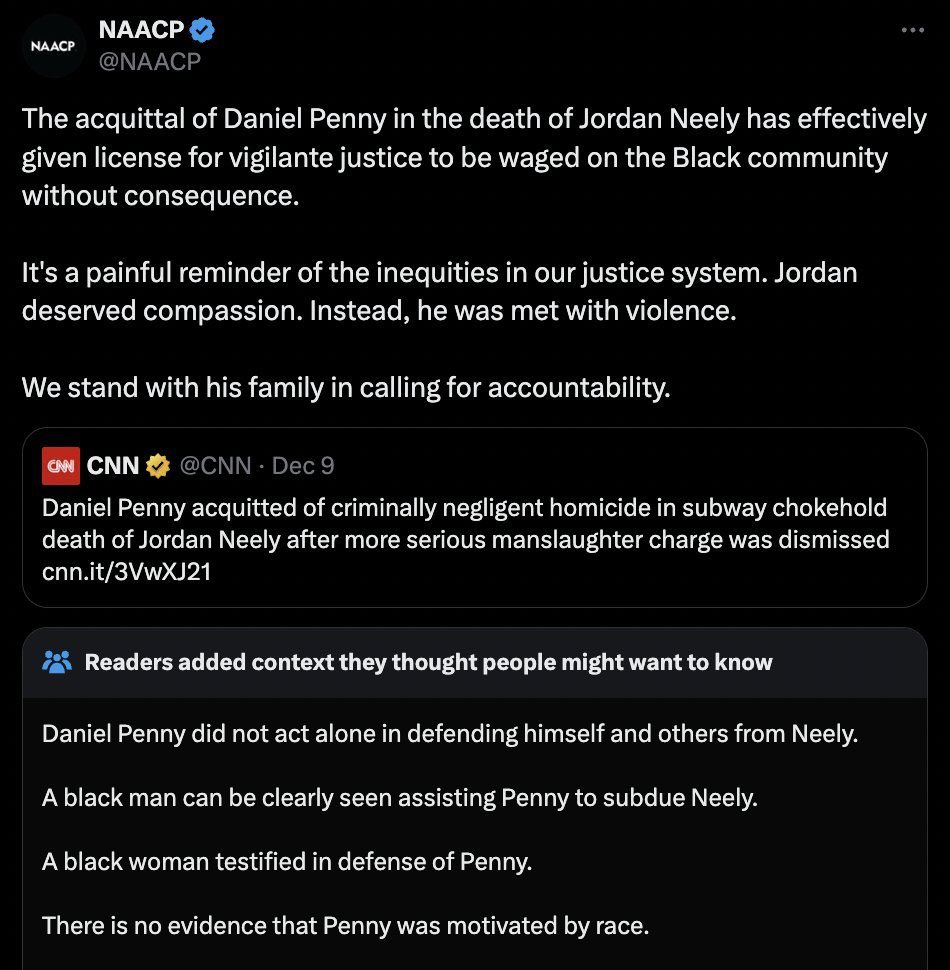 NAACP
NAACP
@NAACP
The acquittal of Daniel Penny in the death of Jordan Neely has effectively
given license for vigilante justice to be waged on the Black community
without consequence.
It's a painful reminder of the inequities in our justice system. Jordan
deserved compassion. Instead, he was met with violence.
We stand with his family in calling for accountability.
CNN CNN @CNN · Dec 9
Daniel Penny acquitted of criminally negligent homicide in subway chokehold
death of Jordan Neely after more serious manslaughter charge was dismissed
cnn.it/3VwXJ21
Readers added context they thought people might want to know
Daniel Penny did not act alone in defending himself and others from Neely.
A black man can be clearly seen assisting Penny to subdue Neely.
A black woman testified in defense of Penny.
There is no evidence that Penny was motivated by race.